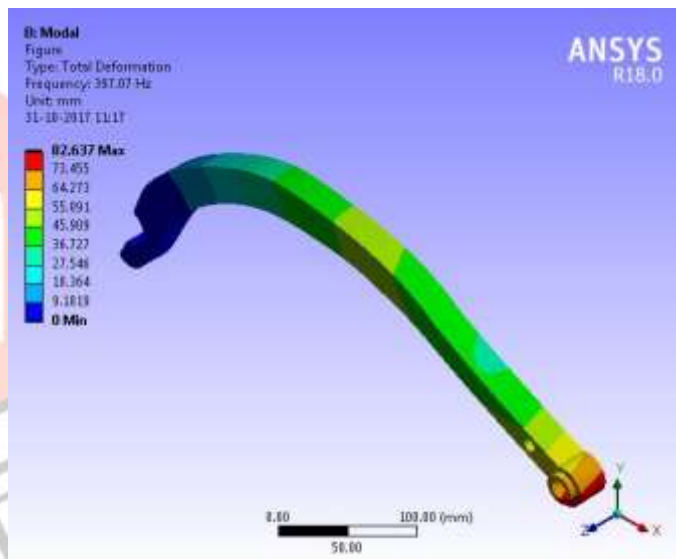 B: Modal
Figure
Type: Total Deformation
Frequency: 397.07 Hz
Unit: mm
31-10-2017 11:17
82.637 Max
73.455
64.273
55.091
45.909
36.727
27.546
18.364
9.1819
0 Min
ANSYS
R18.0
0.00
100.00 (mm)
50.00
Y
Z
X